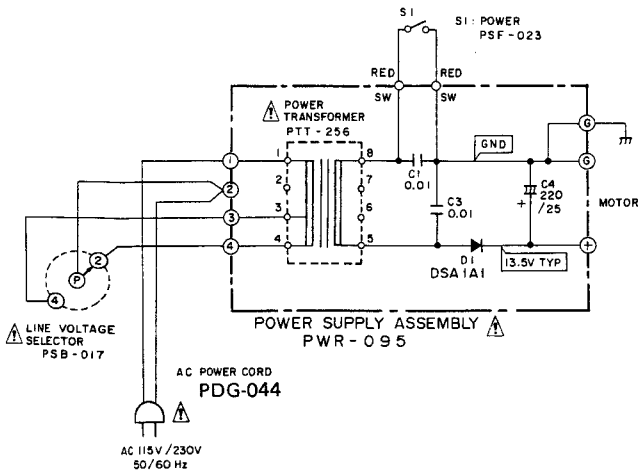 S1
S1: POWER
PSF-023
RED
RED
SW
SW
⚠ POWER
TRANSFORMER
PTT-256
G
GND
1
1
8
G
C1
0.01
2
2
7
C4
220
/25
+
C3
0.01
MOTOR
3
3
6
4
4
5
+
2
P
4
D1
DSA1A1
13.5V TYP
⚠ LINE VOLTAGE
SELECTOR
PSB-017
POWER SUPPLY ASSEMBLY ⚠
PWR-095
AC POWER CORD
PDG-044
⚠
AC 115V/230V
50/60 Hz